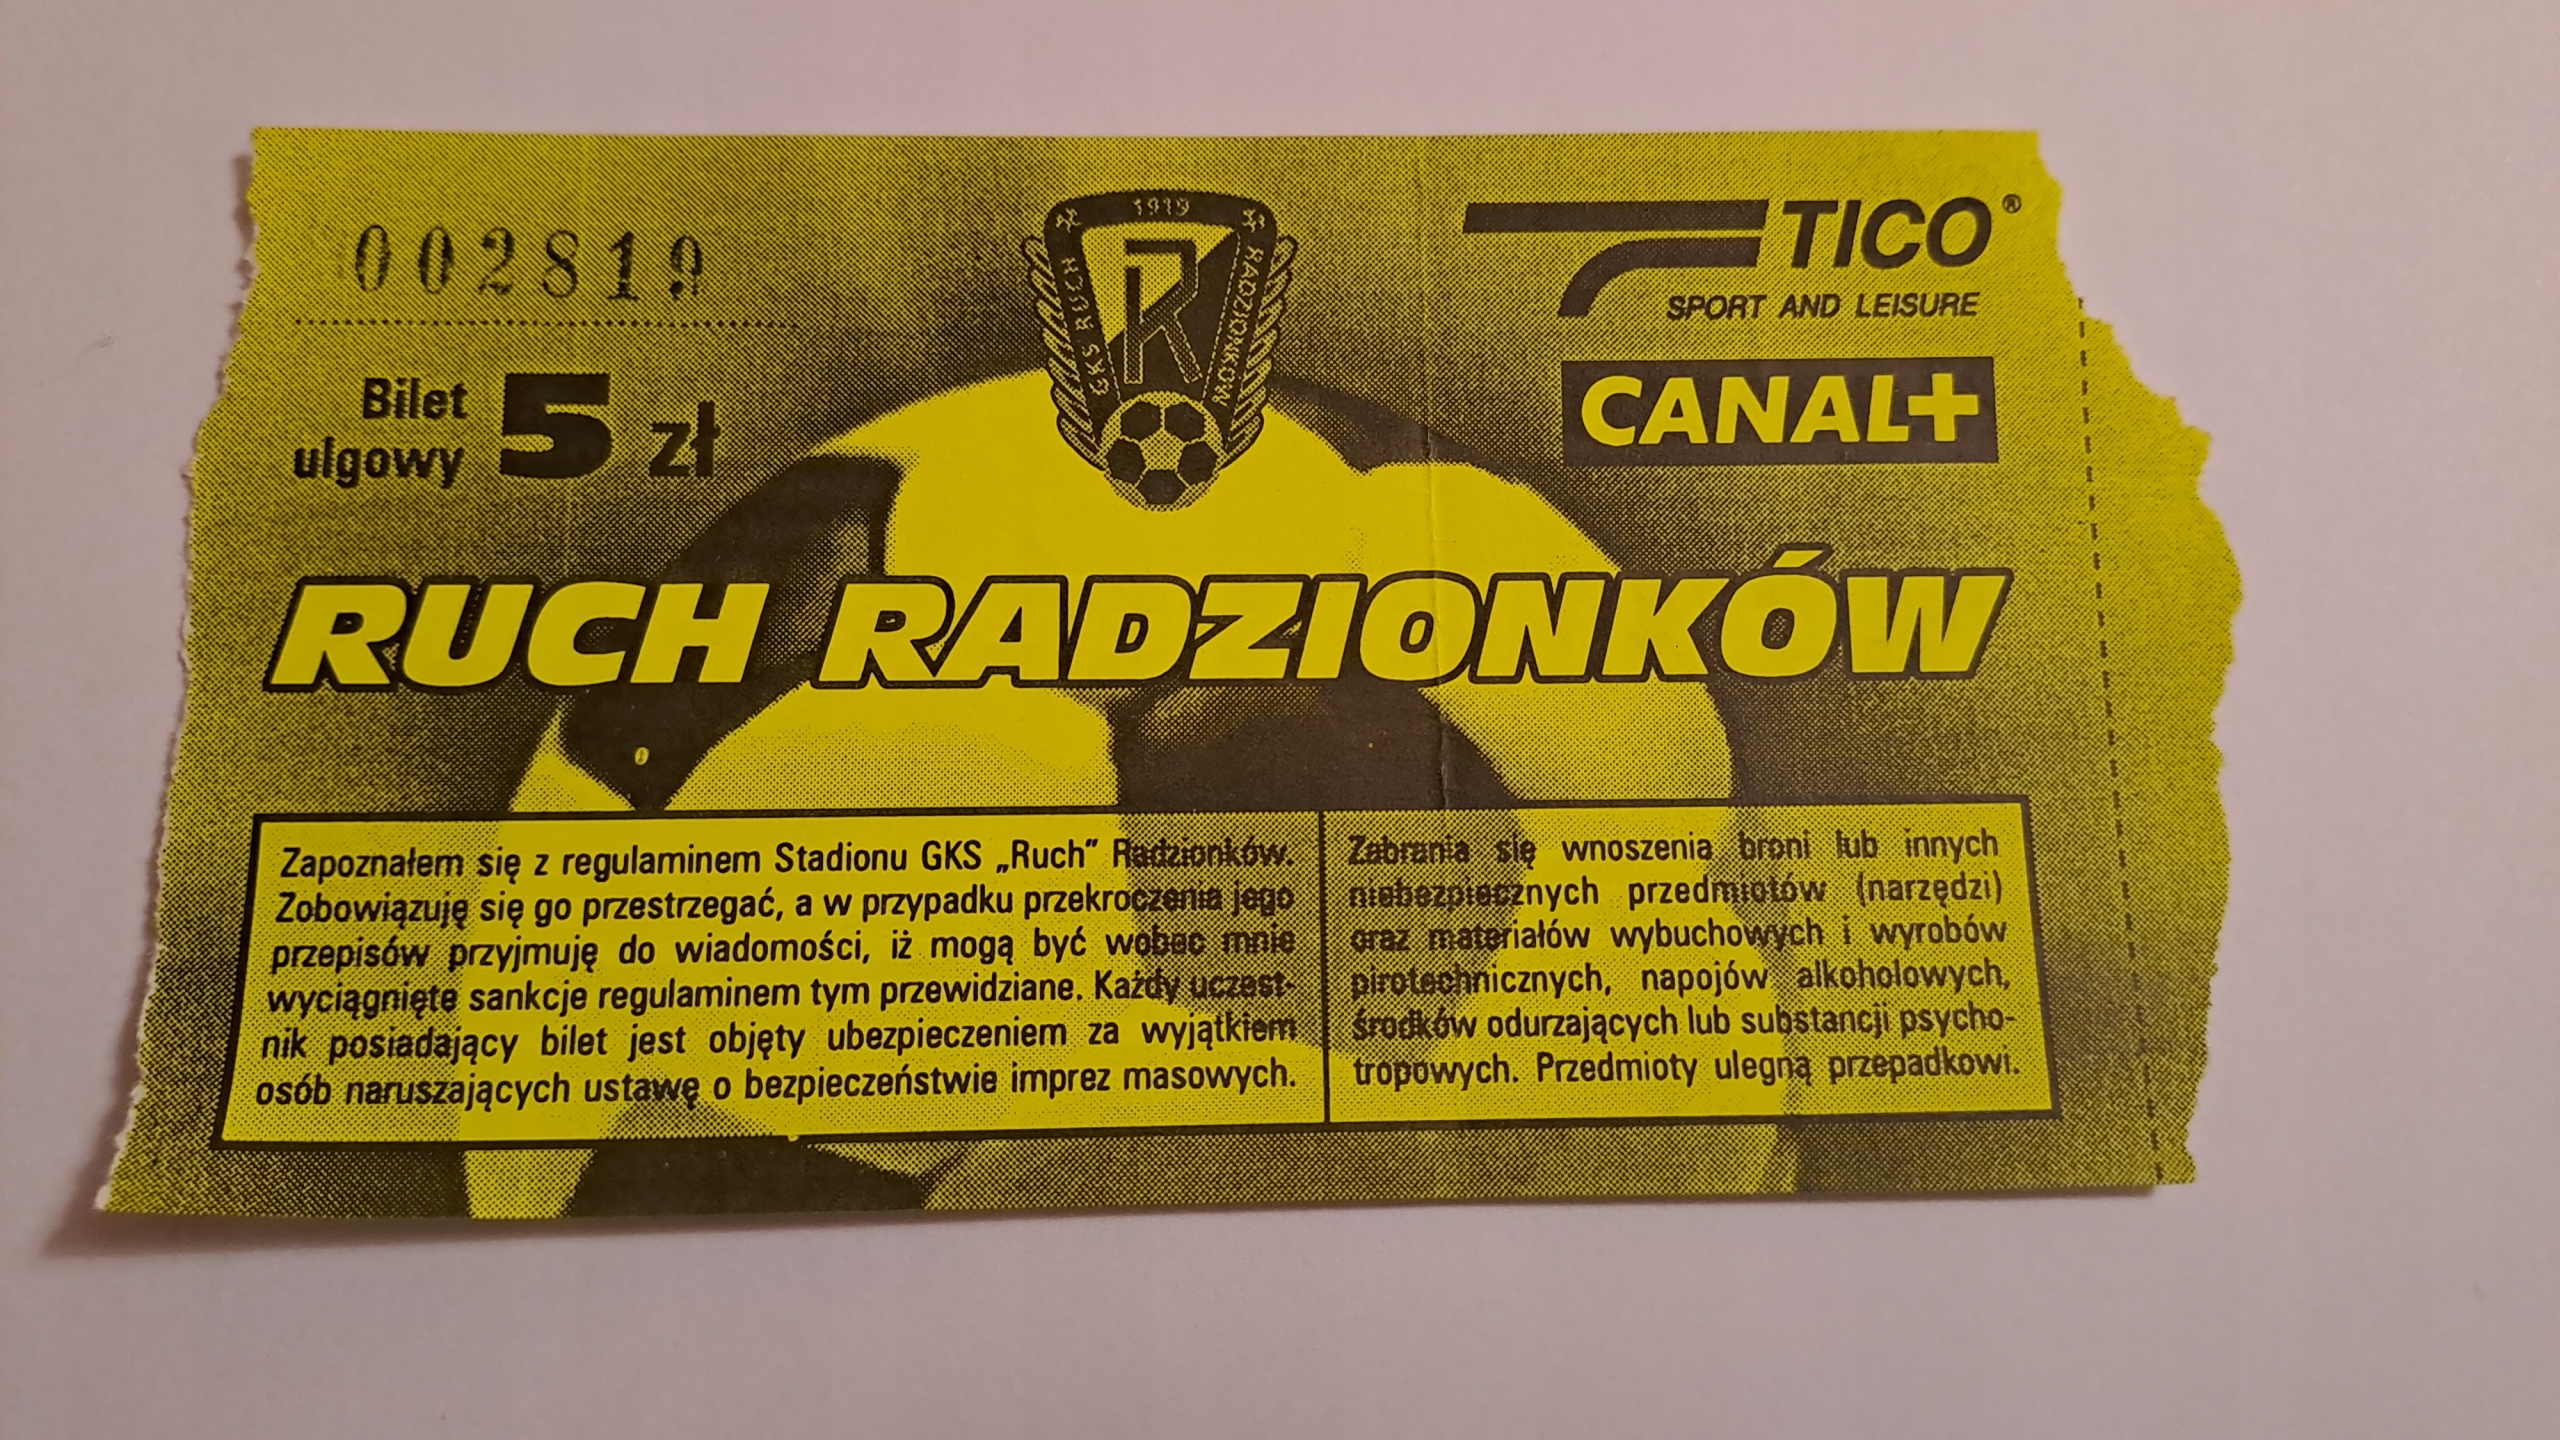 002819
Bilet
ulgowy 5 zł
1919
GKS RUCH RADZIONKÓW
R
TICO®
SPORT AND LEISURE
CANAL+
RUCH RADZIONKÓW
Zapoznałem się z regulaminem Stadionu GKS „Ruch” Radzionków.
Zobowiązuję się go przestrzegać, a w przypadku przekroczenia jego
przepisów przyjmuję do wiadomości, iż mogą być wobec mnie
wyciągnięte sankcje regulaminem tym przewidziane. Każdy uczest-
nik posiadający bilet jest objęty ubezpieczeniem za wyjątkiem
osób naruszających ustawę o bezpieczeństwie imprez masowych.
Zabrania się wnoszenia broni lub innych
niebezpiecznych przedmiotów (narzędzi)
oraz materiałów wybuchowych i wyrobów
pirotechnicznych, napojów alkoholowych,
środków odurzających lub substancji psycho-
tropowych. Przedmioty ulegną przepadkowi.